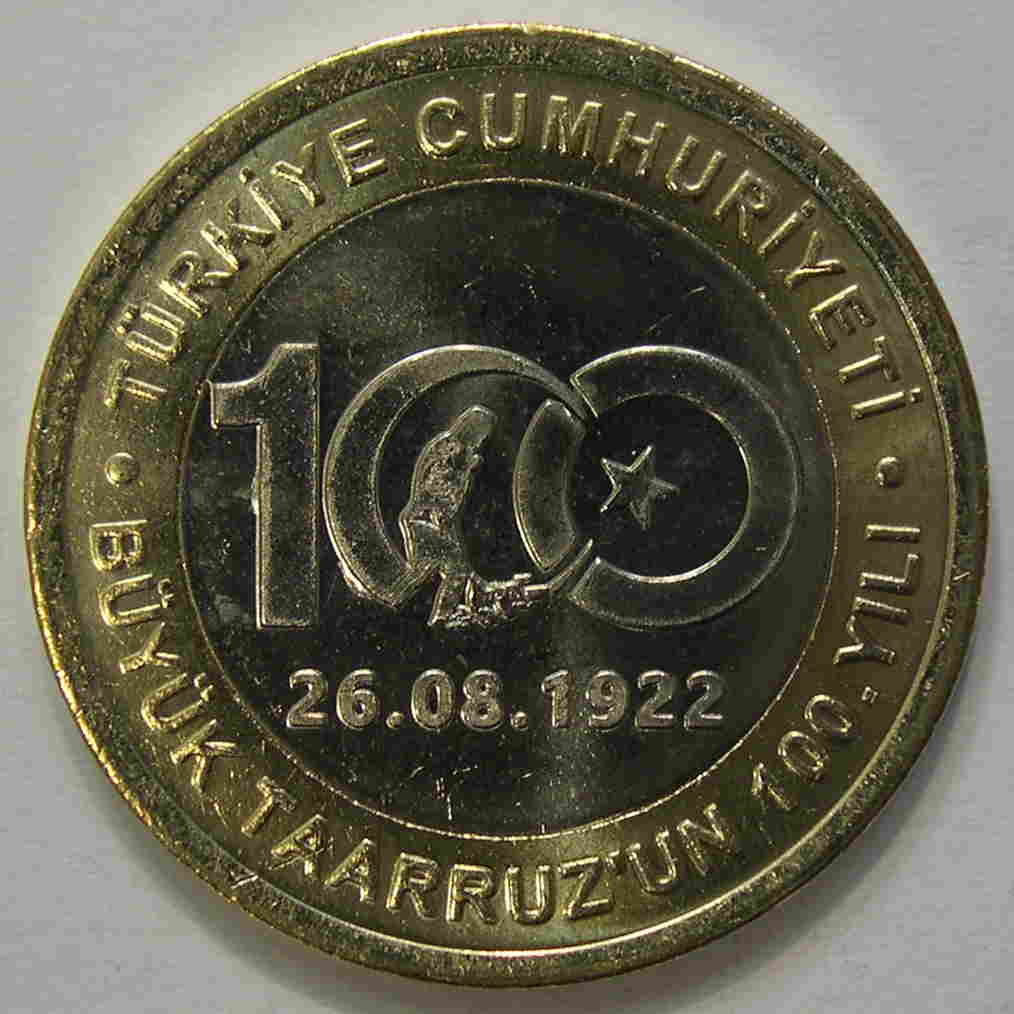 TÜRKİYE CUMHURİYETİ
100
26.08.1922
BÜYÜK TAARRUZ'UN 100. YILI